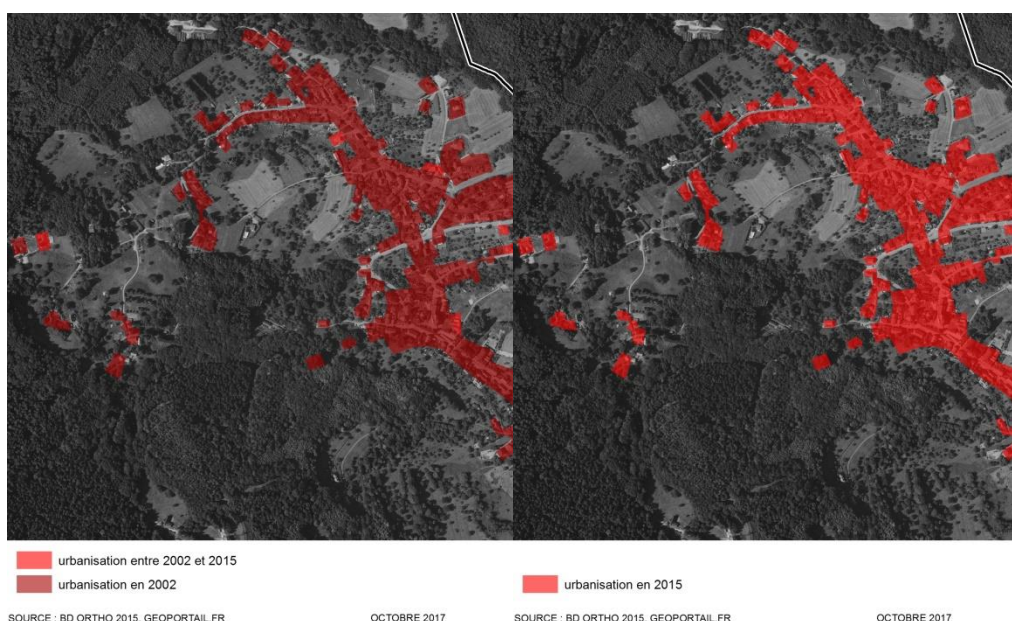 urbanisation entre 2002 et 2015
urbanisation en 2002
SOURCE : BD ORTHO 2015, GEOPORTAIL.FR OCTOBRE 2017
urbanisation en 2015
SOURCE : BD ORTHO 2015, GEOPORTAIL.FR OCTOBRE 2017